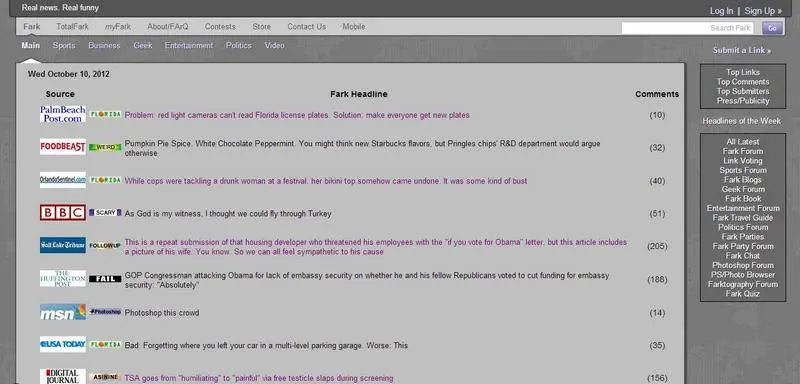 Real news. Real funny
Log In | Sign Up »
Fark TotalFark myFark About/FArQ Contests Store Contact Us Mobile
Search Fark Go
Main Sports Business Geek Entertainment Politics Video
Submit a Link »
Wed October 10, 2012
Source Fark Headline Comments
PalmBeach
Post.com
FLORIDA Problem: red light cameras can't read Florida license plates. Solution: make everyone get new plates (10)
FOODBEAST WEIRD Pumpkin Pie Spice. White Chocolate Peppermint. You might think new Starbucks flavors, but Pringles chips' R&D department would argue
otherwise (32)
OrlandoSentinel.com FLORIDA While cops were tackling a drunk woman at a festival, her bikini top somehow came undone. It was some kind of bust (40)
BBC SCARY As God is my witness, I thought we could fly through Turkey (51)
Salt Lake Tribune FOLLOWUP This is a repeat submission of that housing developer who threatened his employees with the "if you vote for Obama" letter, but this article includes
a picture of his wife. You know. So we can all feel sympathetic to his cause (205)
THE
HUFFINGTON
POST
FAIL GOP Congressman attacking Obama for lack of embassy security on whether he and his fellow Republicans voted to cut funding for embassy
security: "Absolutely" (188)
msn Photoshop Photoshop this crowd (14)
USA TODAY FLORIDA Bad: Forgetting where you left your car in a multi-level parking garage. Worse: This (35)
DIGITAL
JOURNAL
ASININE TSA goes from "humiliating" to "painful" via free testicle slaps during screening (156)
Top Links
Top Comments
Top Submitters
Press/Publicity
Headlines of the Week
All Latest
Fark Forum
Link Voting
Sports Forum
Fark Blogs
Geek Forum
Fark Book
Entertainment Forum
Fark Travel Guide
Politics Forum
Fark Parties
Fark Party Forum
Fark Chat
Photoshop Forum
PS/Photo Browser
Farktography Forum
Fark Quiz